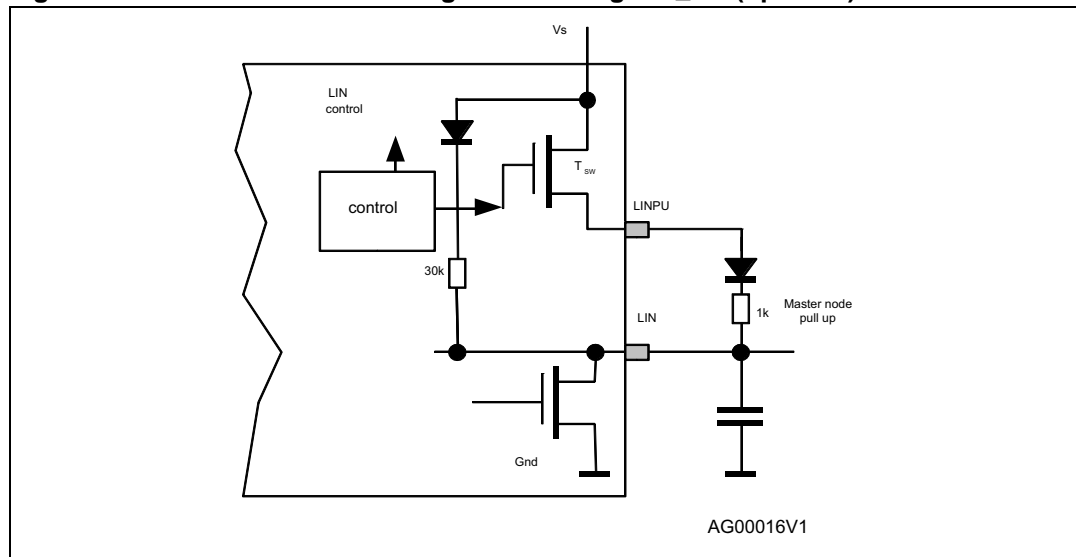 Vs
LIN
control
T SW
control
LINPU
30k
LIN
1k
Master node
pull up
Gnd
AG00016V1